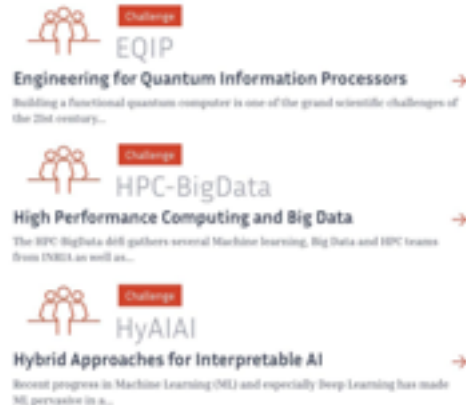 Challenge
EQIP
Engineering for Quantum Information Processors
Building a functional quantum computer is one of the grand scientific challenges of
the 21st century...
Challenge
HPC-BigData
High Performance Computing and Big Data
The HPC-BigData défi gathers several Machine learning, Big Data and HPC teams
from INRIA as well as...
Challenge
HyAIAI
Hybrid Approaches for Interpretable AI
Recent progress in Machine Learning (ML) and especially Deep Learning has made
ML pervasive in a...